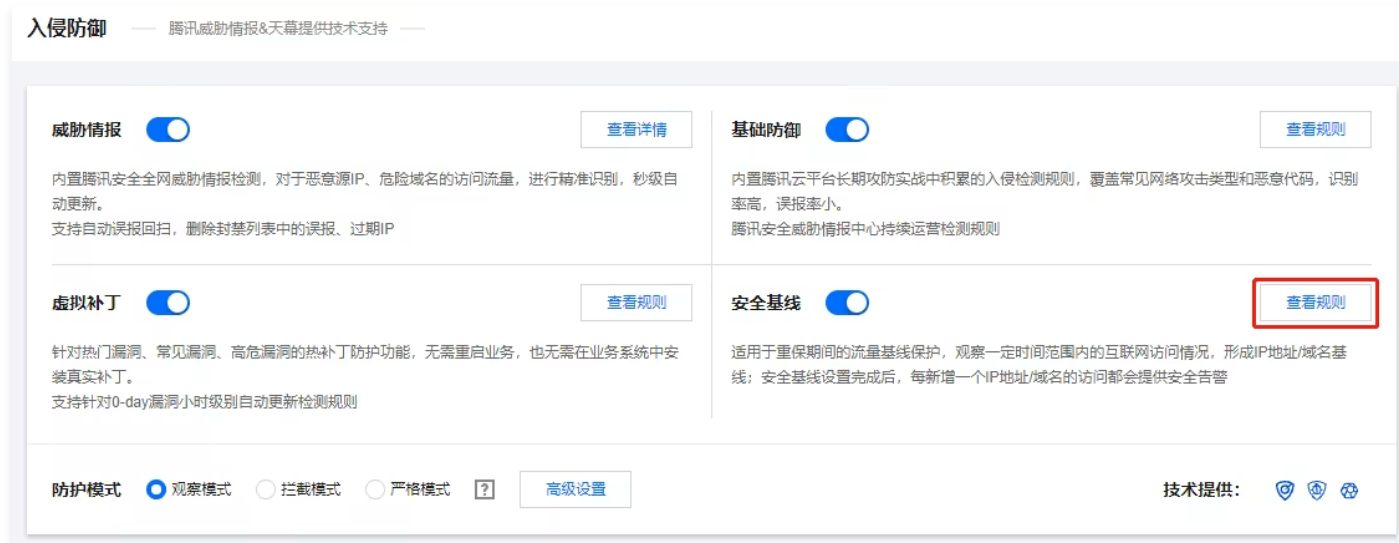 入侵防御
腾讯威胁情报&天幕提供技术支持
威胁情报
查看详情
内置腾讯安全全网威胁情报检测，对于恶意源IP、危险域名的访问流量，进行精准识别，秒级自
动更新。
支持自动误报回扫，删除封禁列表中的误报、过期IP
基础防御
查看规则
内置腾讯云平台长期攻防实战中积累的入侵检测规则，覆盖常见网络攻击类型和恶意代码，识别
率高，误报率小。
腾讯安全威胁情报中心持续运营检测规则
虚拟补丁
查看规则
针对热门漏洞、常见漏洞、高危漏洞的热补丁防护功能，无需重启业务，也无需在业务系统中安
装真实补丁。
支持针对0-day漏洞小时级别自动更新检测规则
安全基线
查看规则
适用于重保期间的流量基线保护，观察一定时间范围内的互联网访问情况，形成IP地址/域名基
线；安全基线设置完成后，每新增一个IP地址/域名的访问都会提供安全告警
防护模式
观察模式
拦截模式
严格模式
?
高级设置
技术提供：